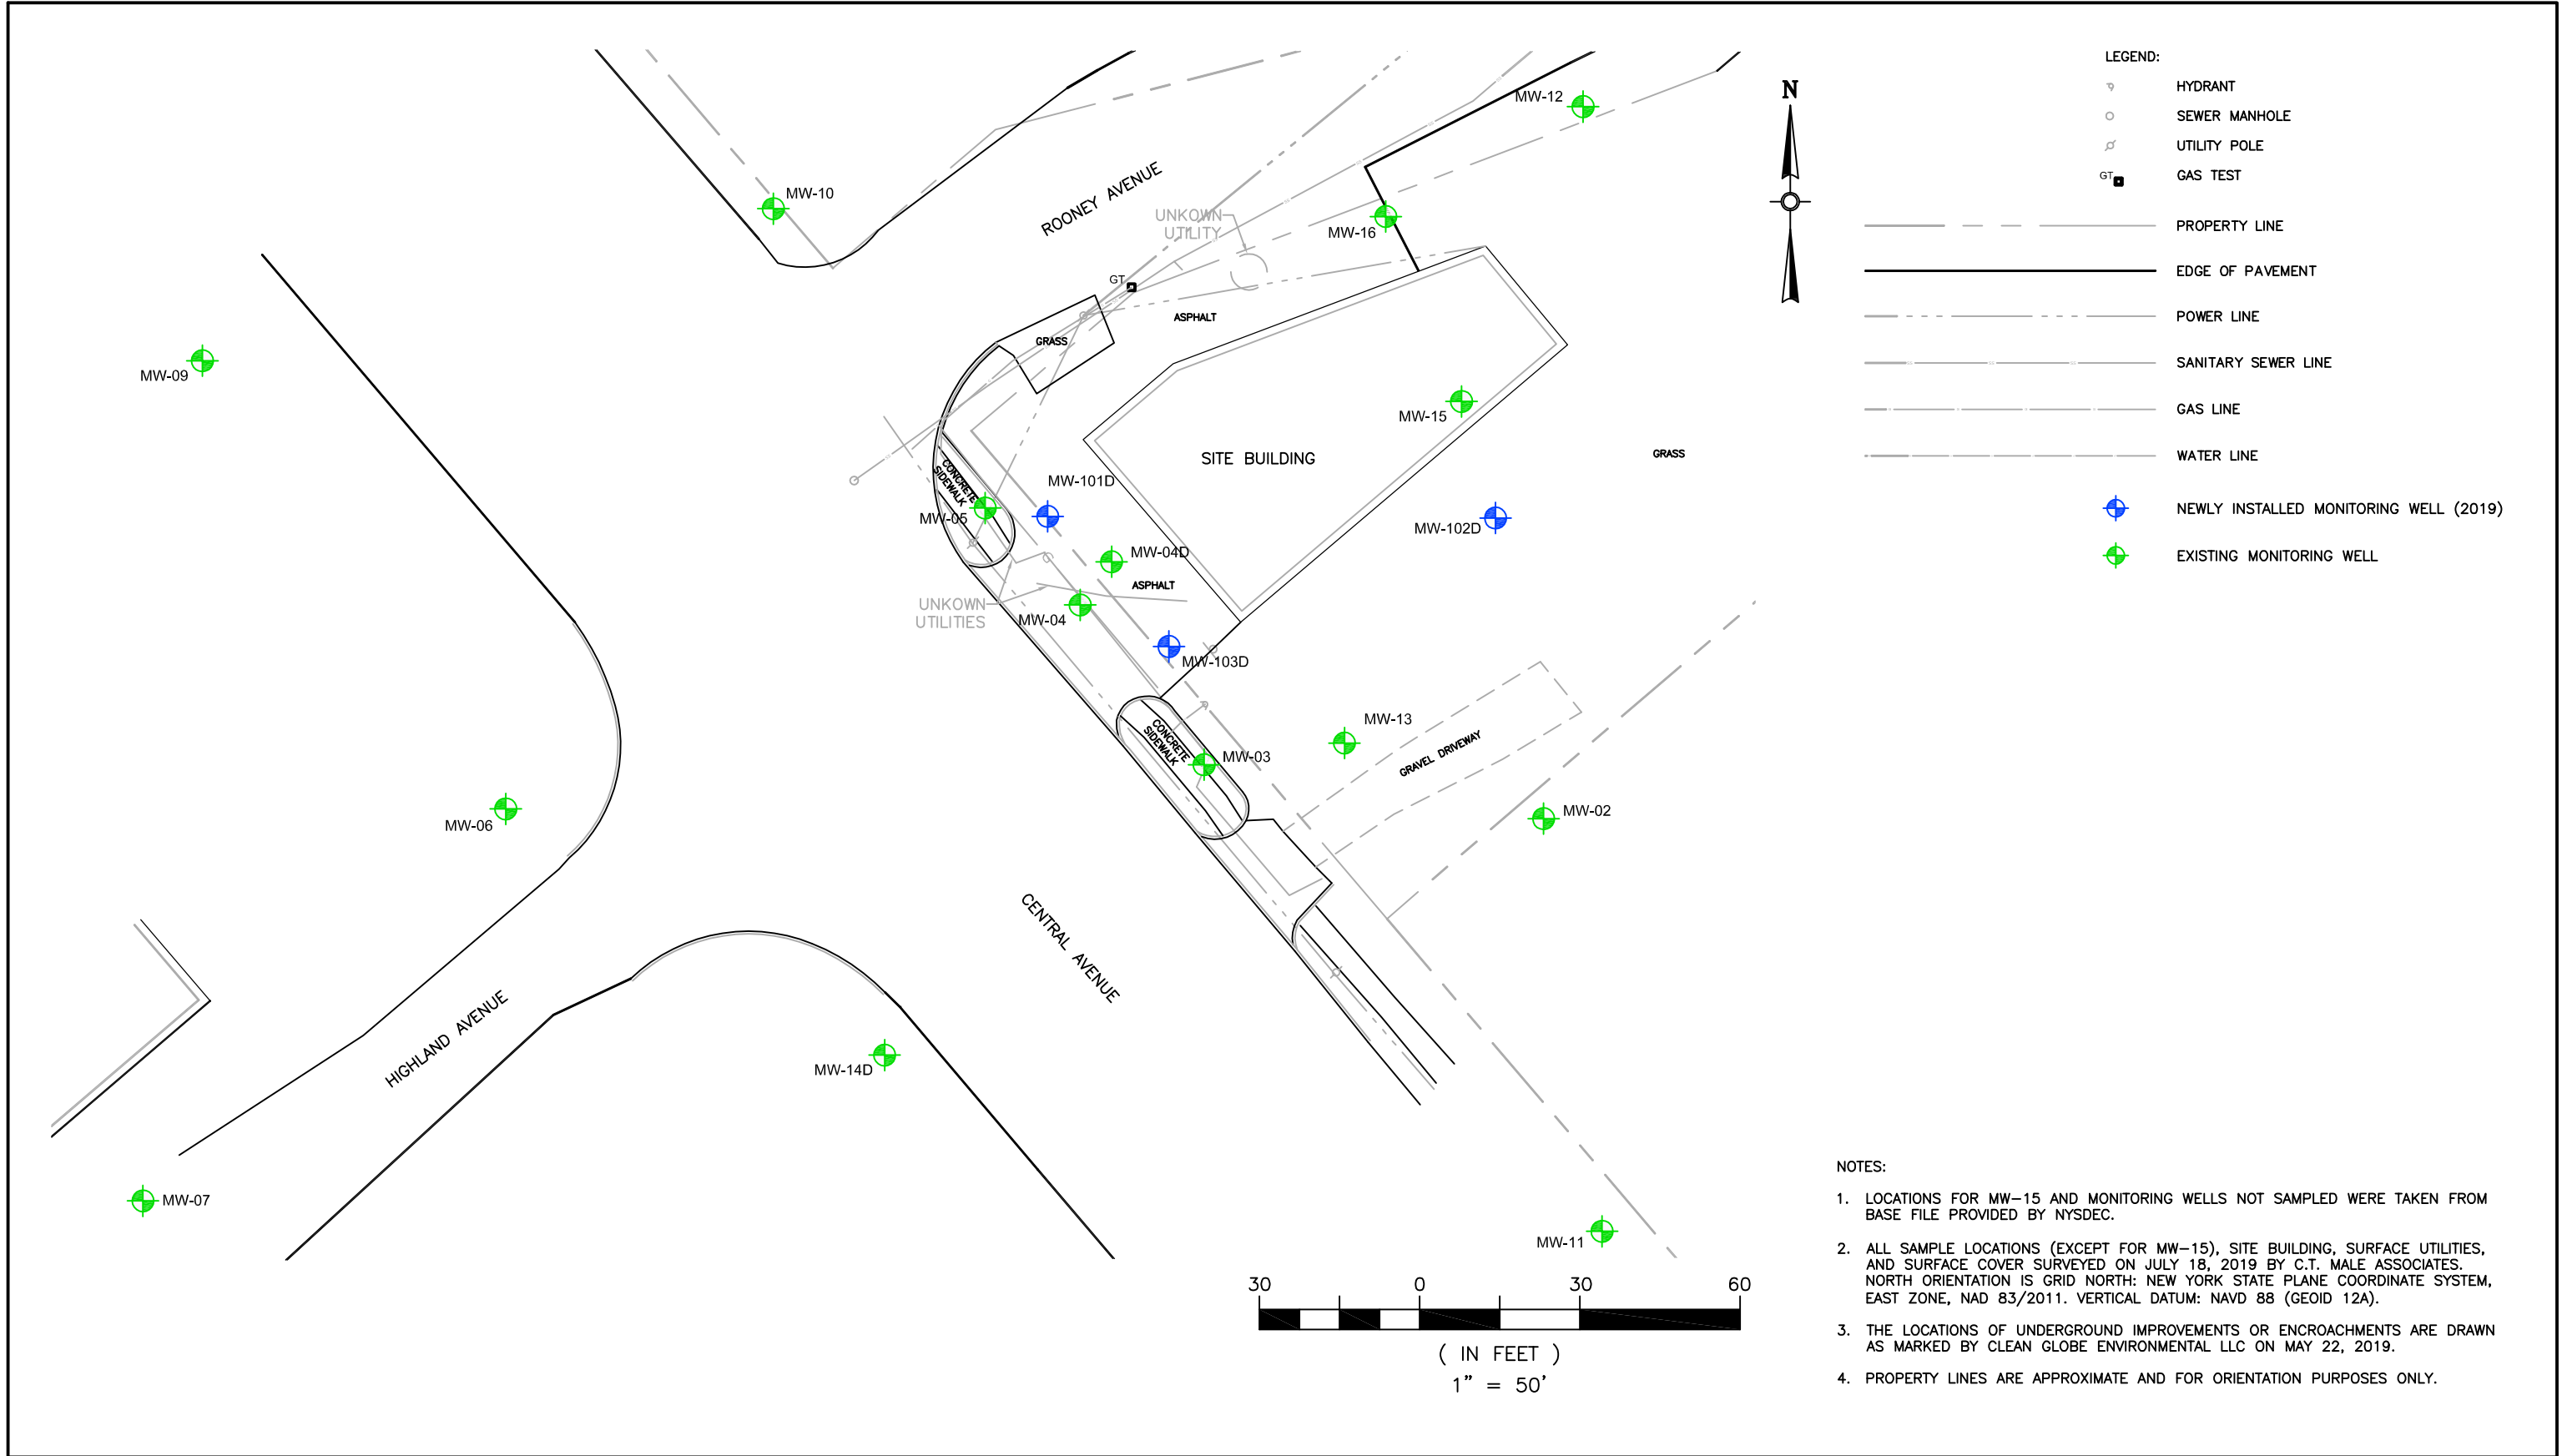 MW-12
N
MW-10
ROONEY AVENUE
UNKOWN
UTILITY
MW-16
GT
ASPHALT
GRASS
MW-09
MW-15
SITE BUILDING
GRASS
CONCRETE
SIDEWALK
MW-101D
MW-05
MW-102D
MW-04D
ASPHALT
UNKOWN
UTILITIES
MW-04
MW-103D
CONCRETE
SIDEWALK
MW-03
MW-13
GRAVEL DRIVEWAY
MW-02
MW-06
CENTRAL AVENUE
HIGHLAND AVENUE
MW-14D
MW-07
MW-11
30 0 30 60
( IN FEET )
1" = 50'
LEGEND:
HYDRANT
SEWER MANHOLE
UTILITY POLE
GT GAS TEST
PROPERTY LINE
EDGE OF PAVEMENT
POWER LINE
SANITARY SEWER LINE
GAS LINE
WATER LINE
NEWLY INSTALLED MONITORING WELL (2019)
EXISTING MONITORING WELL
NOTES:
1. LOCATIONS FOR MW-15 AND MONITORING WELLS NOT SAMPLED WERE TAKEN FROM
BASE FILE PROVIDED BY NYSDEC.
2. ALL SAMPLE LOCATIONS (EXCEPT FOR MW-15), SITE BUILDING, SURFACE UTILITIES,
AND SURFACE COVER SURVEYED ON JULY 18, 2019 BY C.T. MALE ASSOCIATES.
NORTH ORIENTATION IS GRID NORTH: NEW YORK STATE PLANE COORDINATE SYSTEM,
EAST ZONE, NAD 83/2011. VERTICAL DATUM: NAVD 88 (GEOID 12A).
3. THE LOCATIONS OF UNDERGROUND IMPROVEMENTS OR ENCROACHMENTS ARE DRAWN
AS MARKED BY CLEAN GLOBE ENVIRONMENTAL LLC ON MAY 22, 2019.
4. PROPERTY LINES ARE APPROXIMATE AND FOR ORIENTATION PURPOSES ONLY.